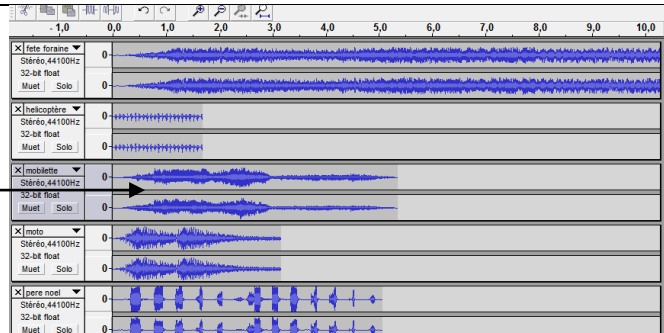 - 1,0 0,0 1,0 2,0 3,0 4,0 5,0 6,0 7,0 8,0 9,0 10,0
X fete foraine ▼
Stéréo,44100Hz
32-bit float
Muet Solo
0-
0-
X helicoptère ▼
Stéréo,44100Hz
32-bit float
Muet Solo
0-
0-
X mobilette ▼
Stéréo,44100Hz
32-bit float
Muet Solo
0-
0-
X moto ▼
Stéréo,44100Hz
32-bit float
Muet Solo
0-
0-
X pere noel ▼
Stéréo,44100Hz
32-bit float
Muet Solo
0-
0-